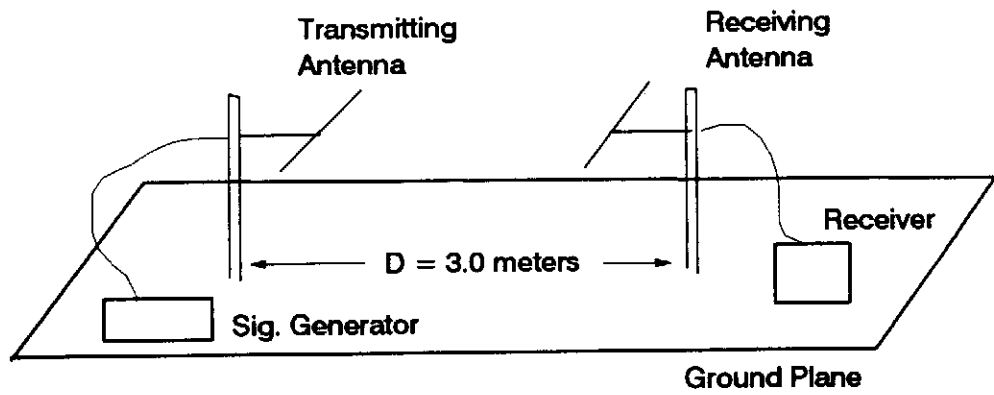 Transmitting
Antenna
Receiving
Antenna
Receiver
D = 3.0 meters
Sig. Generator
Ground Plane